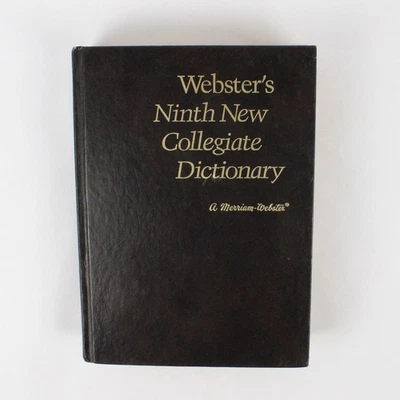 Webster's
Ninth New
Collegiate
Dictionary
A Merriam-Webster®